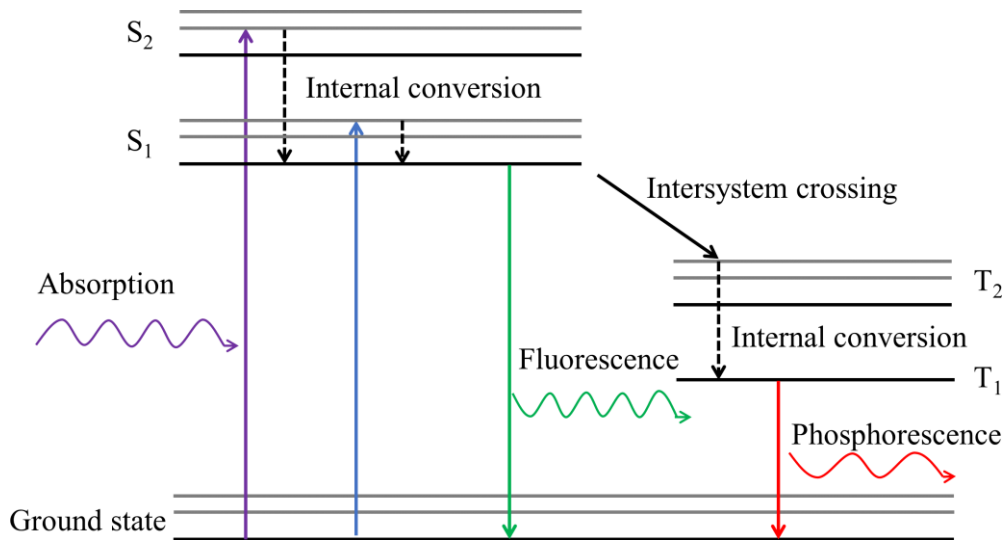 S₂
Internal conversion
S₁
Intersystem crossing
Absorption
T₂
Internal conversion
Fluorescence
T₁
Phosphorescence
Ground state